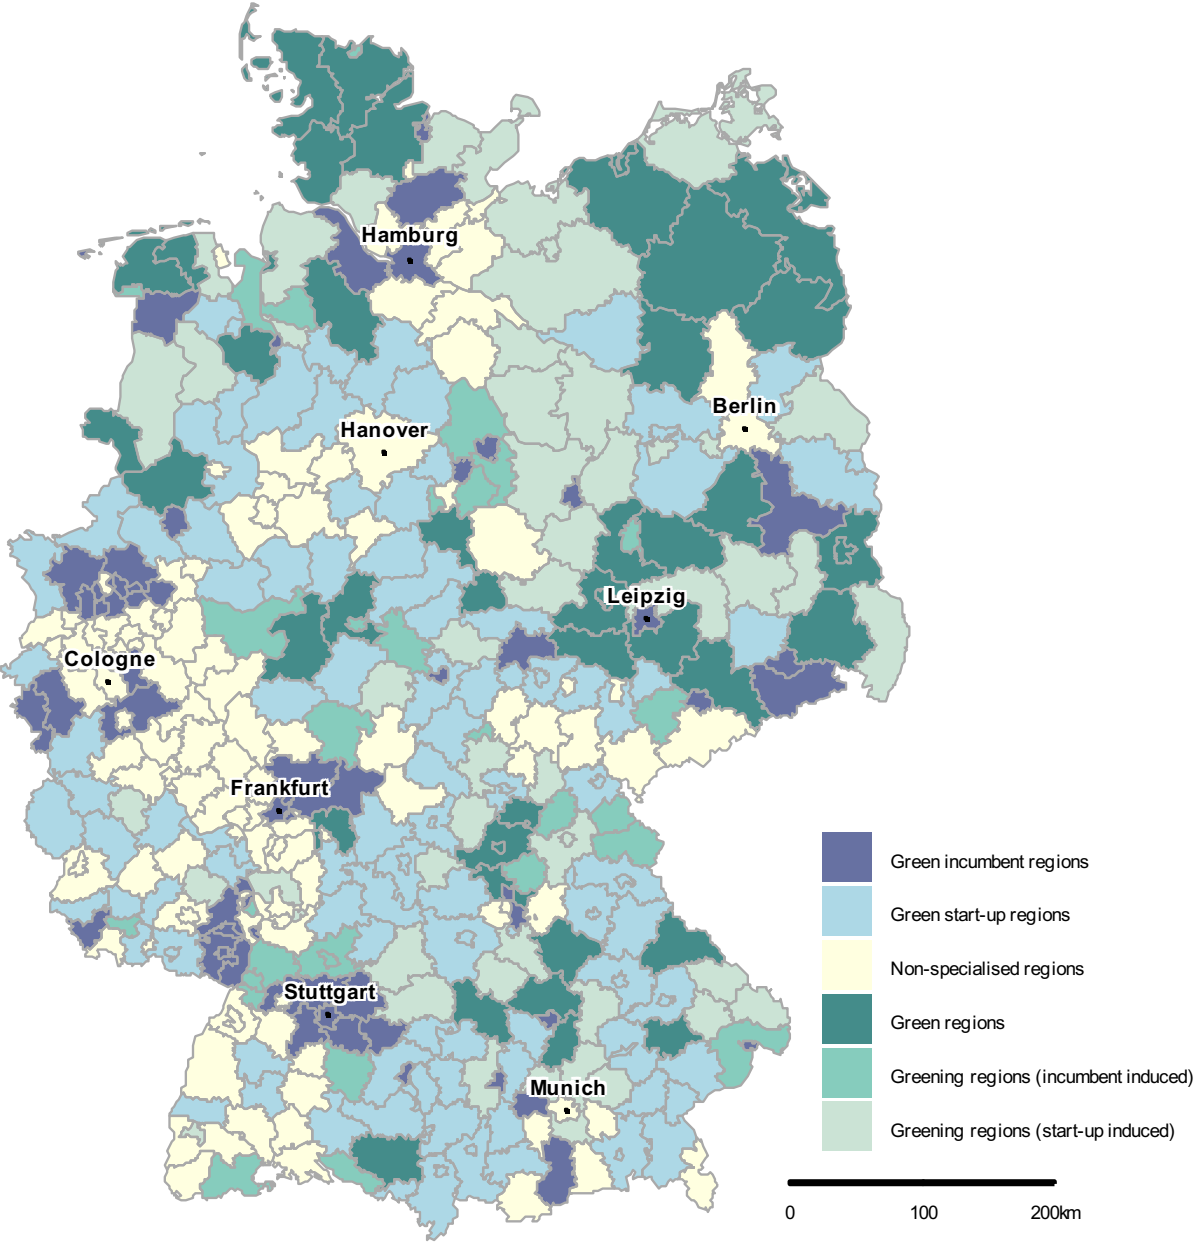 Hamburg
Hanover
Berlin
Leipzig
Cologne
Frankfurt
Stuttgart
Munich
Green incumbent regions
Green start-up regions
Non-specialised regions
Green regions
Greening regions (incumbent induced)
Greening regions (start-up induced)
0 100 200km